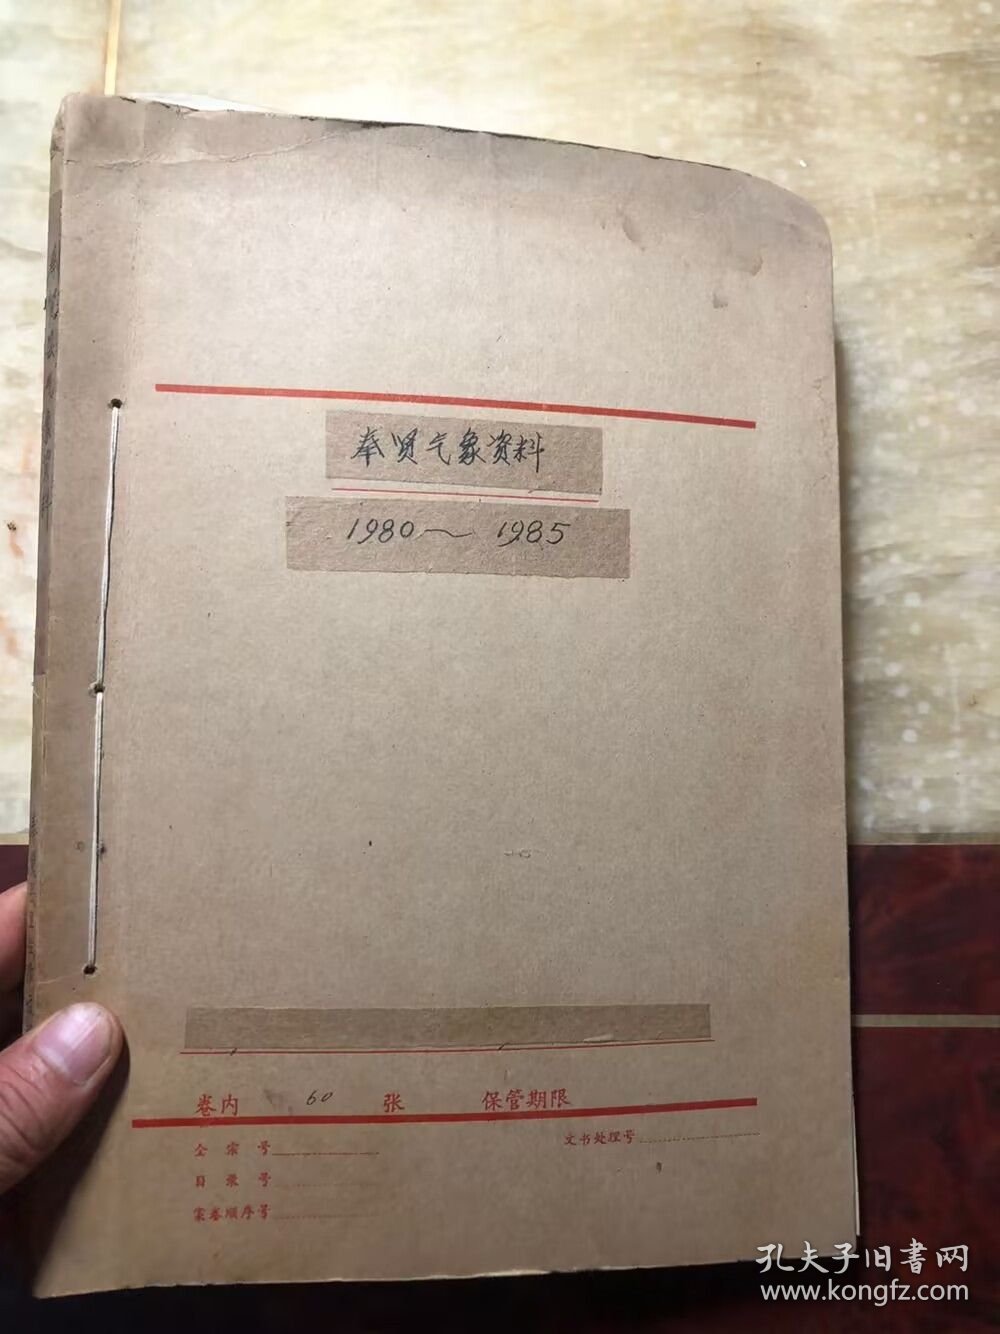 奉贤气象资料
1980～1985
卷内 60 张 保管期限
全宗号
文书处理号
目录号
案卷顺序号
孔夫子旧書网
www.kongfz.com